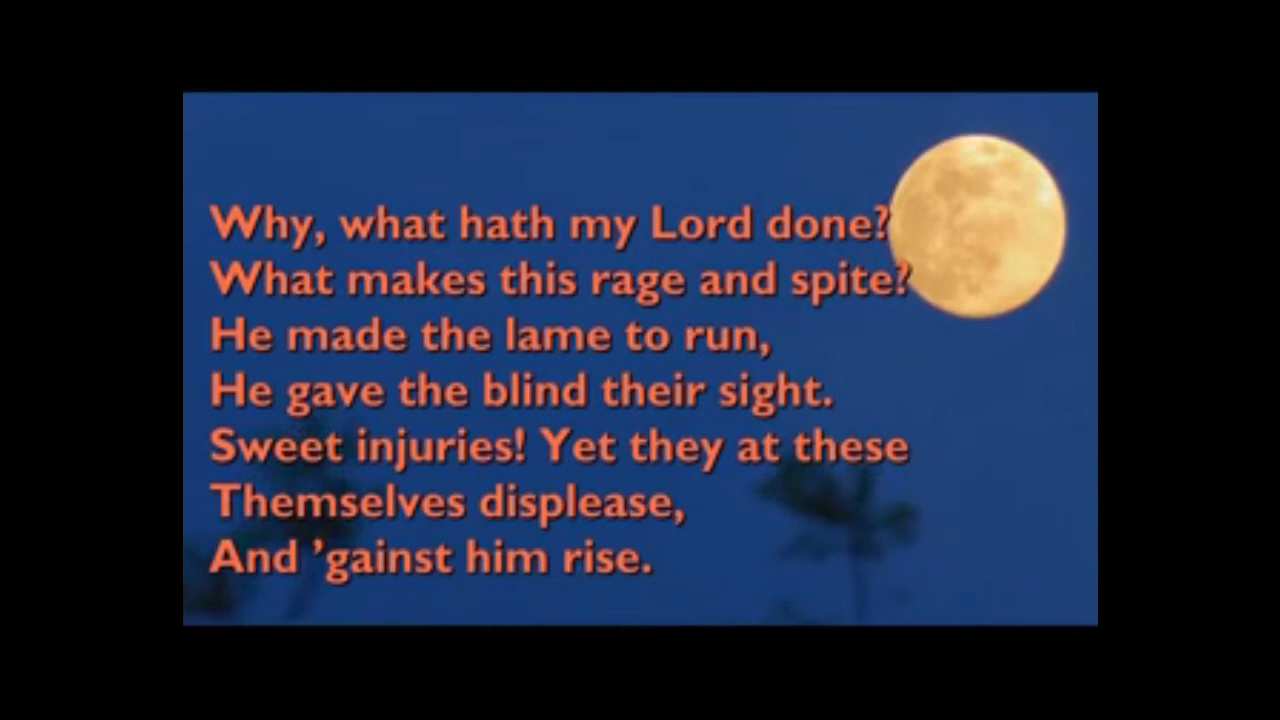 Why, what hath my Lord done?
What makes this rage and spite?
He made the lame to run,
He gave the blind their sight.
Sweet injuries! Yet they at these
Themselves displease,
And ’gainst him rise.